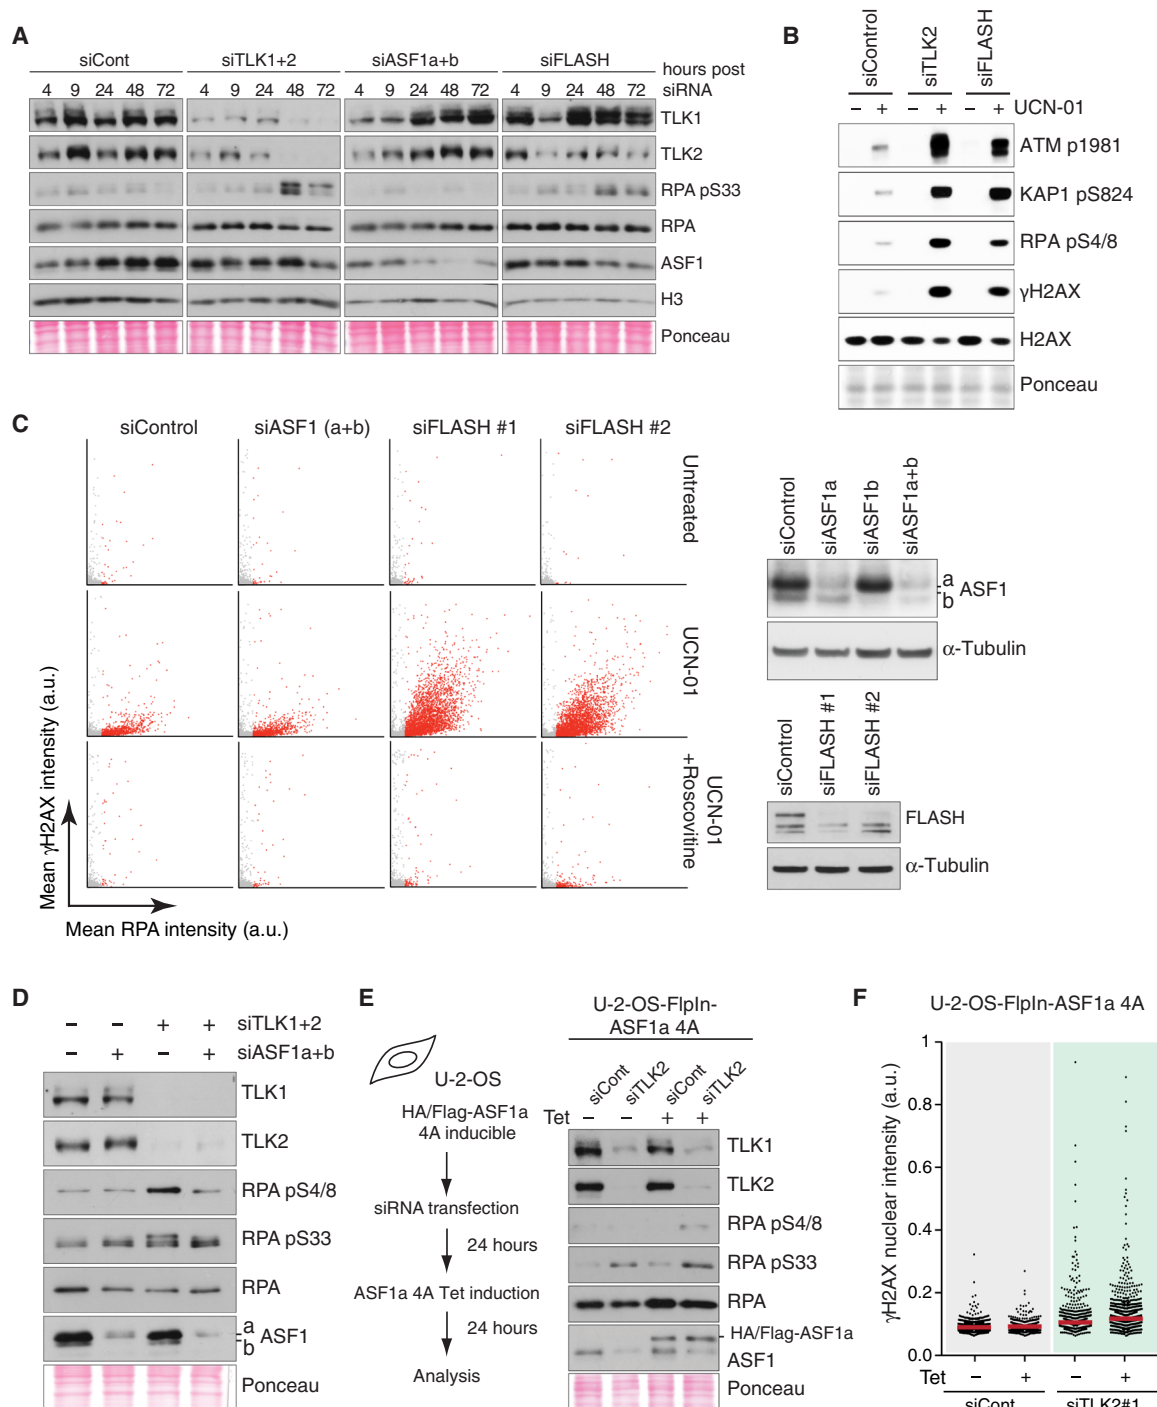 A
siCont siTLK1+2 siASF1a+b siFLASH hours post siRNA
4 9 24 48 72 4 9 24 48 72 4 9 24 48 72 4 9 24 48 72
TLK1
TLK2
RPA pS33
RPA
ASF1
H3
Ponceau
B
siControl siTLK2 siFLASH
– + – + – + UCN-01
ATM p1981
KAP1 pS824
RPA pS4/8
γH2AX
H2AX
Ponceau
C
siControl siASF1 (a+b) siFLASH #1 siFLASH #2
Untreated
UCN-01
UCN-01 +Roscovitine
Mean γH2AX intensity (a.u.)
Mean RPA intensity (a.u.)
siControl siASF1a siASF1b siASF1a+b
a
b
ASF1
α-Tubulin
siControl siFLASH #1 siFLASH #2
FLASH
α-Tubulin
D
– – + + siTLK1+2
– + – + siASF1a+b
TLK1
TLK2
RPA pS4/8
RPA pS33
RPA
a
b
ASF1
Ponceau
E
U-2-OS
HA/Flag-ASF1a
4A inducible
siRNA transfection
24 hours
ASF1a 4A Tet induction
24 hours
Analysis
U-2-OS-FlpIn-
ASF1a 4A
siCont siTLK2 siCont siTLK2
Tet – – + +
TLK1
TLK2
RPA pS4/8
RPA pS33
RPA
HA/Flag-ASF1a
ASF1
Ponceau
F
U-2-OS-FlpIn-ASF1a 4A
γH2AX nuclear intensity (a.u.)
1
0.8
0.6
0.4
0.2
0.0
Tet – + – +
siCont siTLK2#1